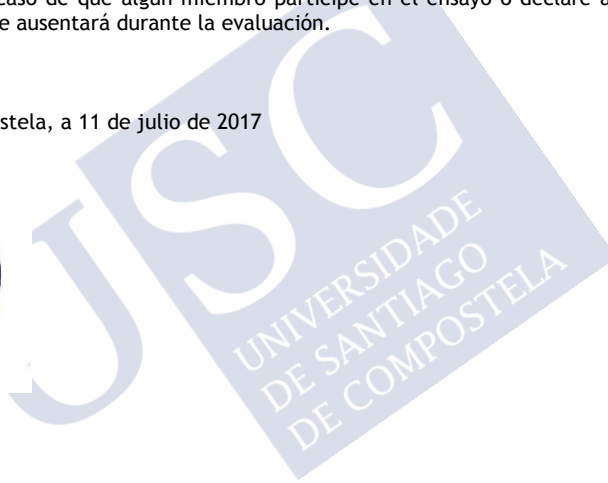 caso de que algún miembro participe en el ensayo o declare a
e ausentará durante la evaluación.
stela, a 11 de julio de 2017
USC
UNIVERSIDADE
DE SANTIAGO
DE COMPOSTELA